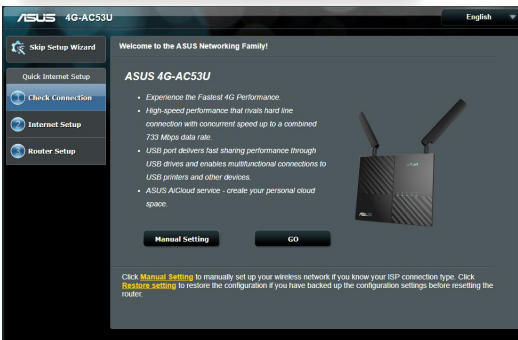 ASUS 4G-AC53U
English
Skip Setup Wizard
Welcome to the ASUS Networking Family!
Quick Internet Setup
1 Check Connection
2 Internet Setup
3 Router Setup
ASUS 4G-AC53U
• Experience the Fastest 4G Performance.
• High-speed performance that rivals hard line
connection with concurrent speed up to a combined
733 Mbps data rate.
• USB port delivers fast sharing performance through
USB drives and enables multifunctional connections to
USB printers and other devices.
• ASUS AiCloud service - create your personal cloud
space.
ASUS
Manual Setting
GO
Click Manual Setting to manually set up your wireless network if you know your ISP connection type. Click
Restore setting to restore the configuration if you have backed up the configuration settings before resetting the
router.